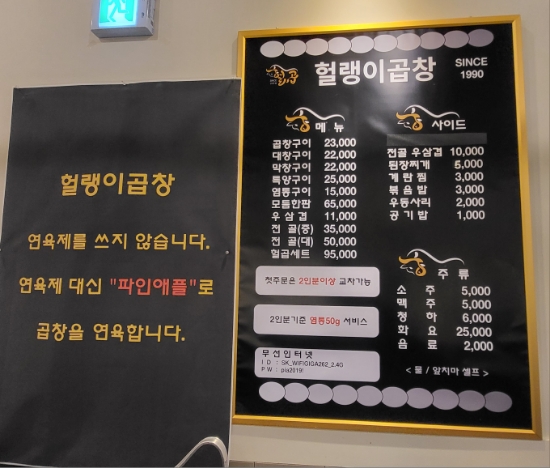 헐랭이곱창
연육제를 쓰지 않습니다.
연육제 대신 "파인애플"로
곱창을 연육합니다.
헐곱
헐랭이곱창
SINCE
1990
메 뉴
곱창구이 23,000
대창구이 22,000
막창구이 22,000
특양구이 25,000
염통구이 15,000
모듬한판 65,000
우 삼 겹 11,000
전 골(중) 35,000
전 골(대) 50,000
헐곱세트 95,000
첫주문은 2인분이상 교차가능
2인분기준 염통50g 서비스
무선인터넷
I D : SK_WIFIGIGA262_2.4G
P W : pia2019!
사이드
전골 우삼겹 10,000
된장찌개 5,000
계 란 찜 3,000
볶 음 밥 3,000
우동사리 2,000
공 기 밥 1,000
주 류
소 주 5,000
맥 주 5,000
청 하 6,000
화 요 25,000
음 료 2,000
< 물 / 앞치마 셀프 >